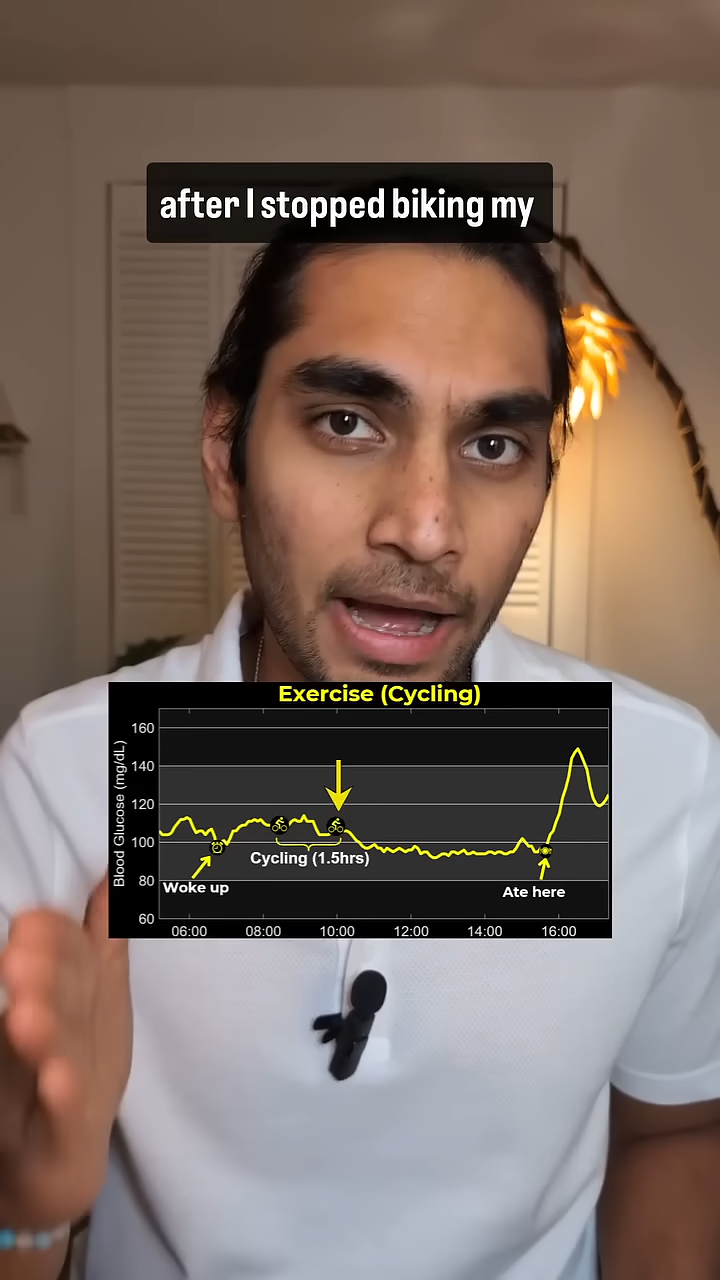 after I stopped biking my
Exercise (Cycling)
Blood Glucose (mg/dL)
160
140
120
100
80
60
Cycling (1.5hrs)
Woke up
Ate here
06:00 08:00 10:00 12:00 14:00 16:00